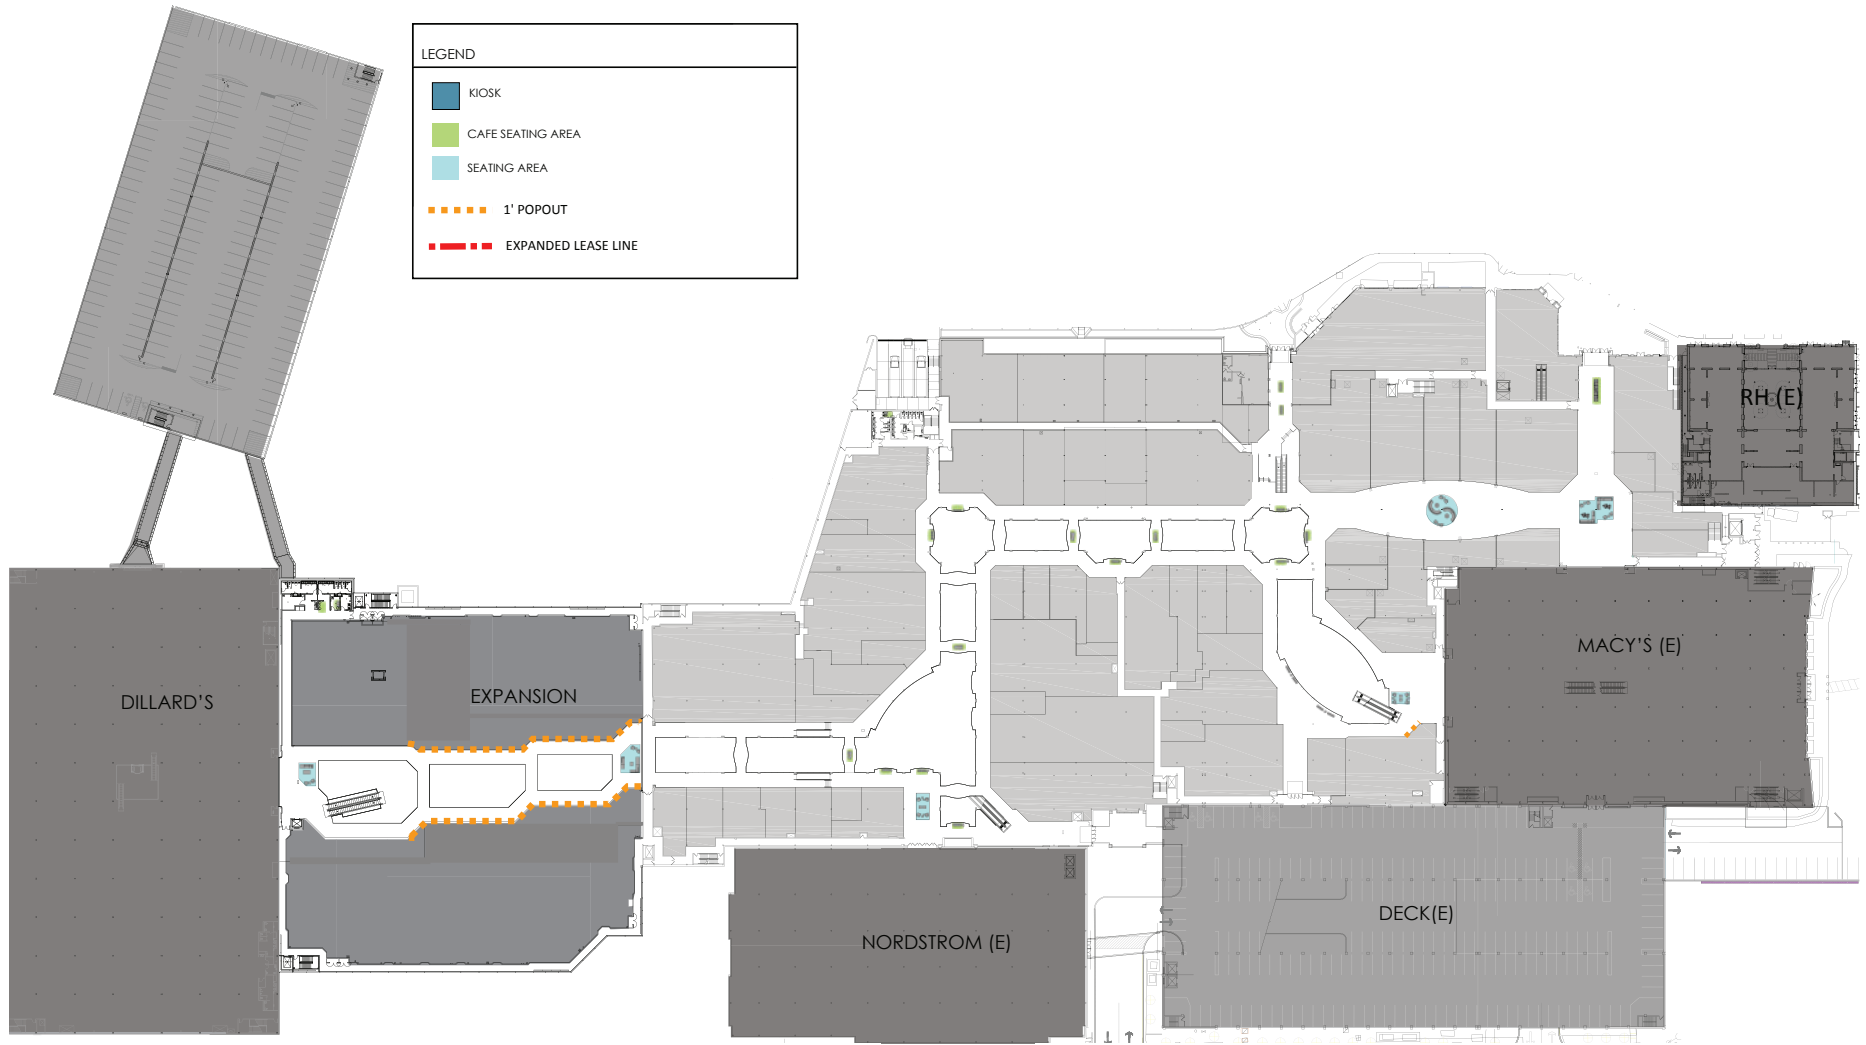 LEGEND
KIOSK
CAFE SEATING AREA
SEATING AREA
1' POPOUT
EXPANDED LEASE LINE
RH (E)
MACY'S (E)
EXPANSION
DILLARD'S
DECK(E)
NORDSTROM (E)